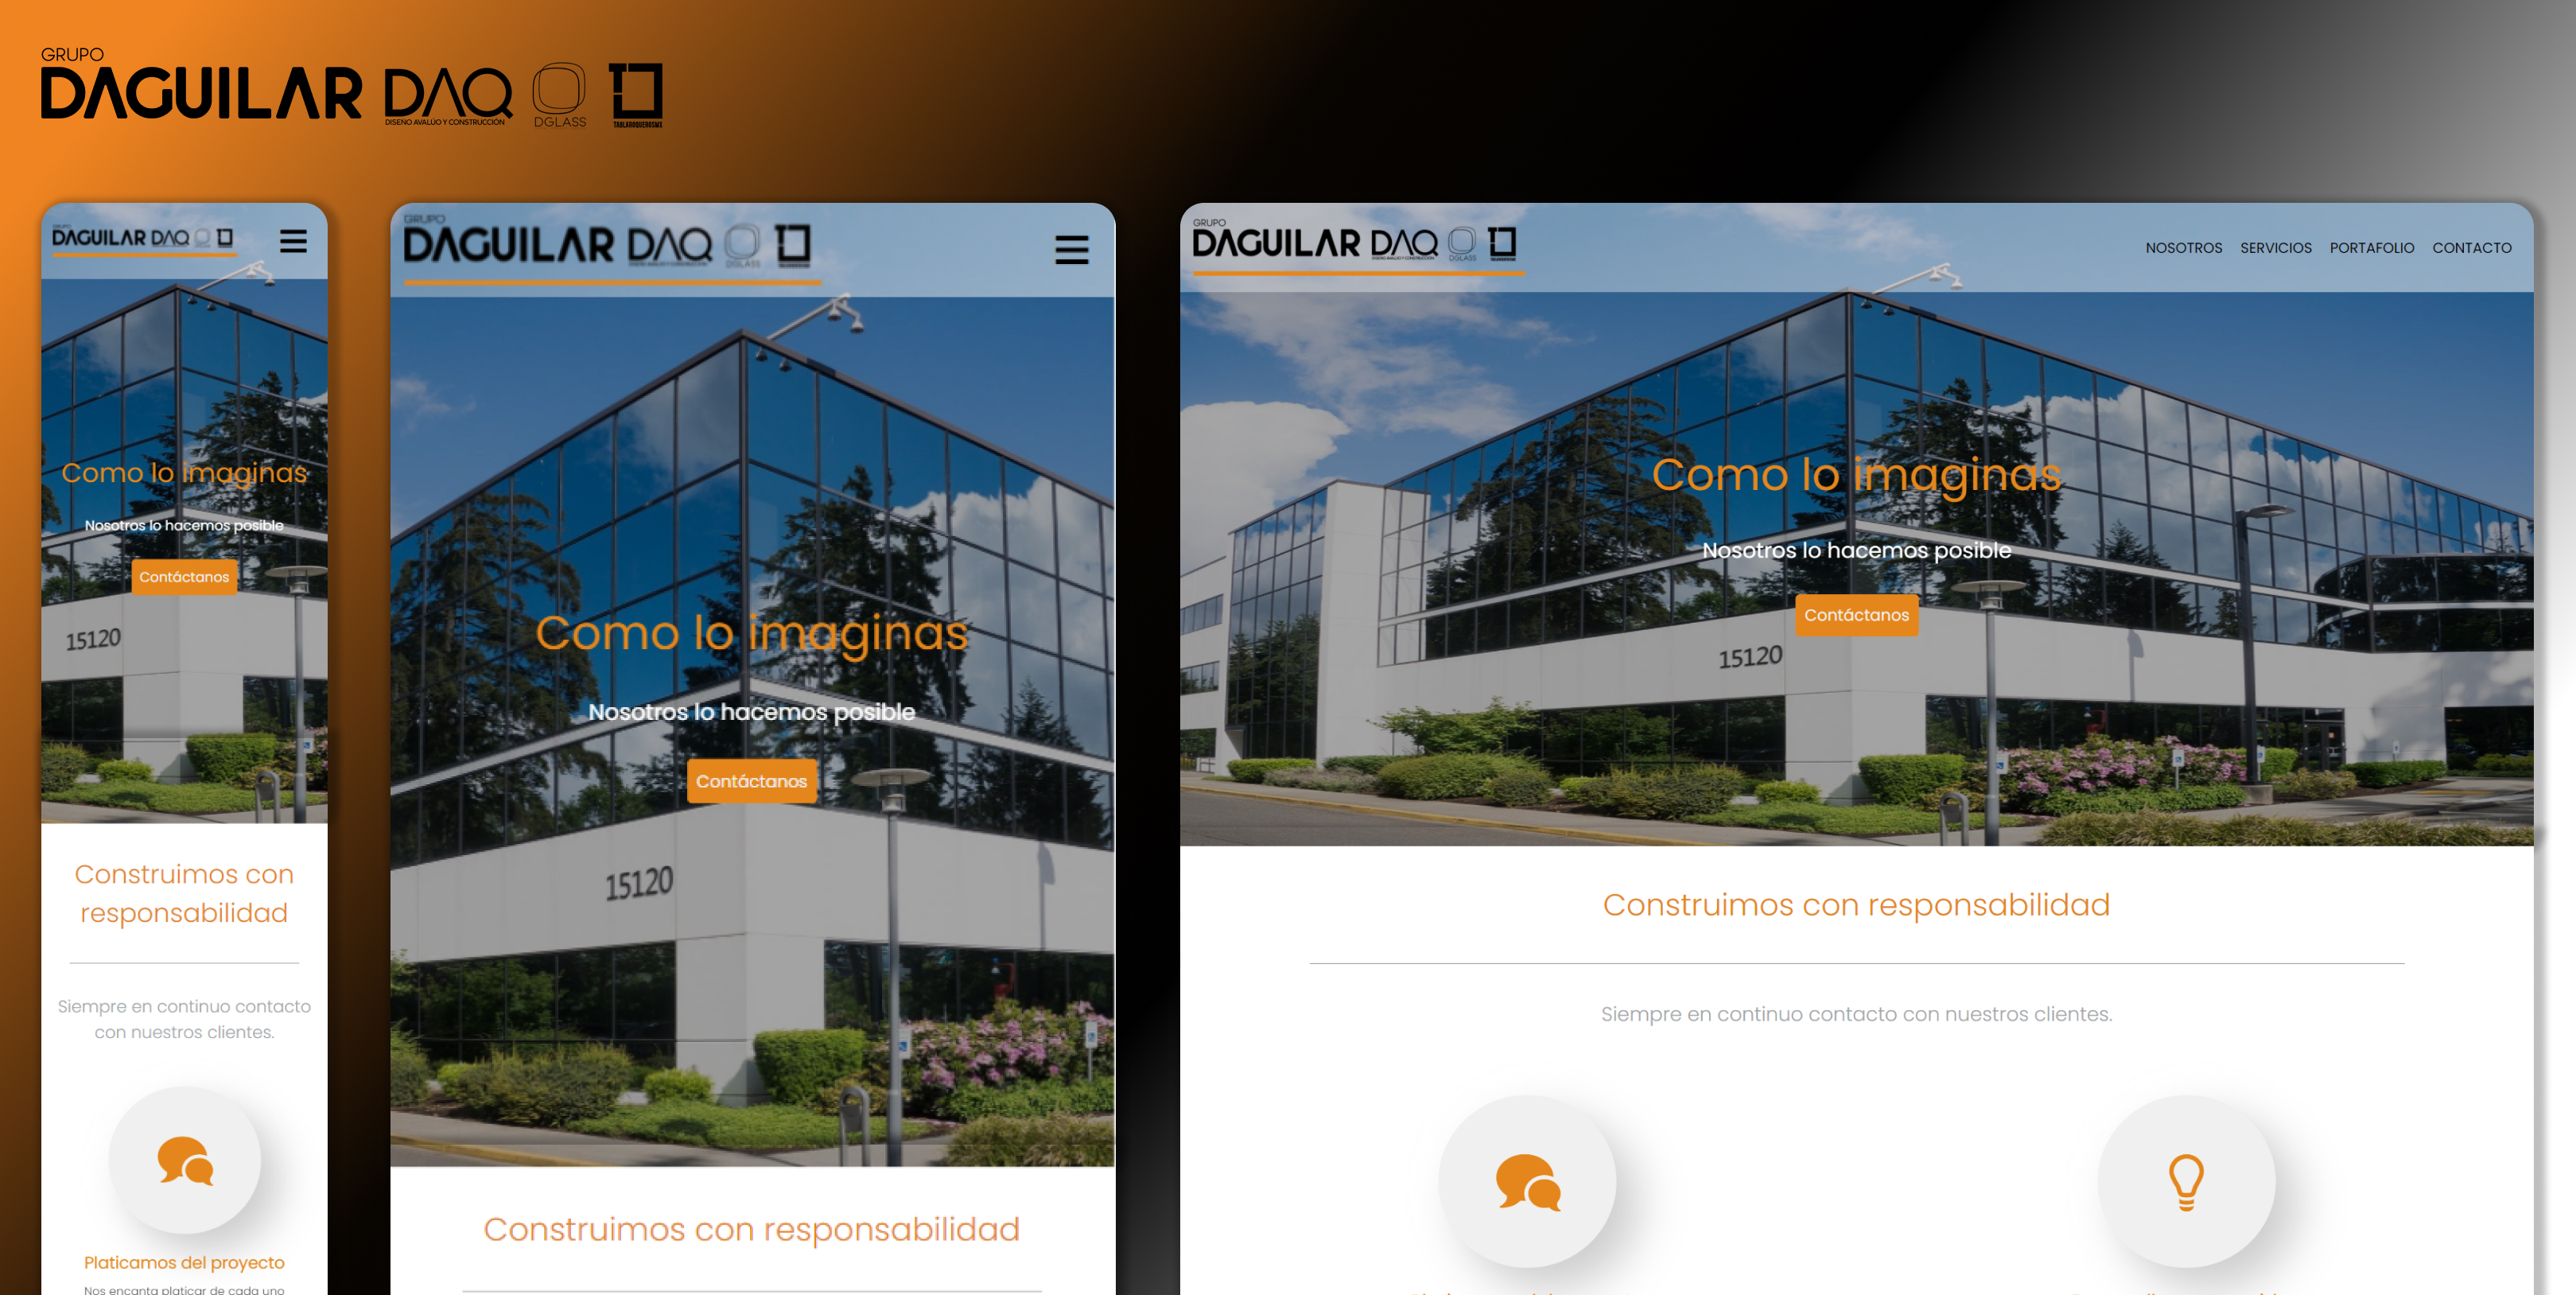 GRUPO
DAGUILAR DAQ
DISEÑO AVALÚO Y CONSTRUCCIÓN
DGLASS
TABLAROQUEROSMX
DAGUILAR DAQ
Como lo imaginas
Nosotros lo hacemos posible
Contáctanos
15120
Construimos con
responsabilidad
Siempre en continuo contacto
con nuestros clientes.
Platicamos del proyecto
Nos encanta platicar de cada uno
GRUPO
DAGUILAR DAQ
DGLASS
Como lo imaginas
Nosotros lo hacemos posible
Contáctanos
15120
Construimos con responsabilidad
GRUPO
DAGUILAR DAQ
DGLASS
NOSOTROS SERVICIOS PORTAFOLIO CONTACTO
Como lo imaginas
Nosotros lo hacemos posible
Contáctanos
15120
Construimos con responsabilidad
Siempre en continuo contacto con nuestros clientes.